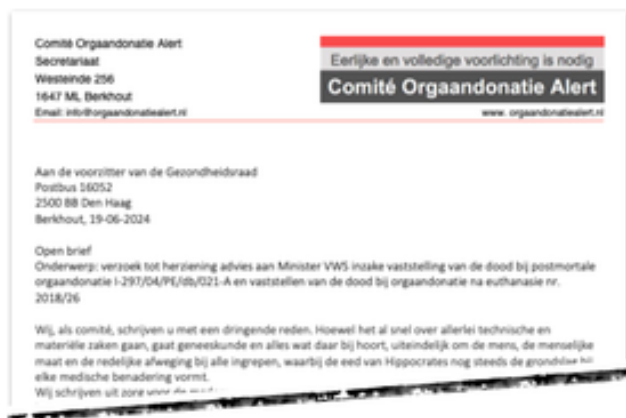 Comité Orgaandonatie Alert
Secretariaat
Westeinde 256
1647 ML Berkhout
Email: info@orgaandonatiealert.nl
Eerlijke en volledige voorlichting is nodig
Comité Orgaandonatie Alert
www. orgaandonatiealert.nl
Aan de voorzitter van de Gezondheidsraad
Postbus 16052
2500 BB Den Haag
Berkhout, 19-06-2024
Open brief
Onderwerp: verzoek tot herziening advies aan Minister VWS inzake vaststelling van de dood bij postmortale
orgaandonatie I-297/04/PE/db/021-A en vaststellen van de dood bij orgaandonatie na euthanasie nr.
2018/26
Wij, als comité, schrijven u met een dringende reden. Hoewel het al snel over allerlei technische en
materiële zaken gaan, gaat geneeskunde en alles wat daar bij hoort, uiteindelijk om de mens, de menselijke
maat en de redelijke afweging bij alle ingrepen, waarbij de eed van Hippocrates nog steeds de grondslag bij
elke medische benadering vormt.
Wij schrijven uit zorg voor de